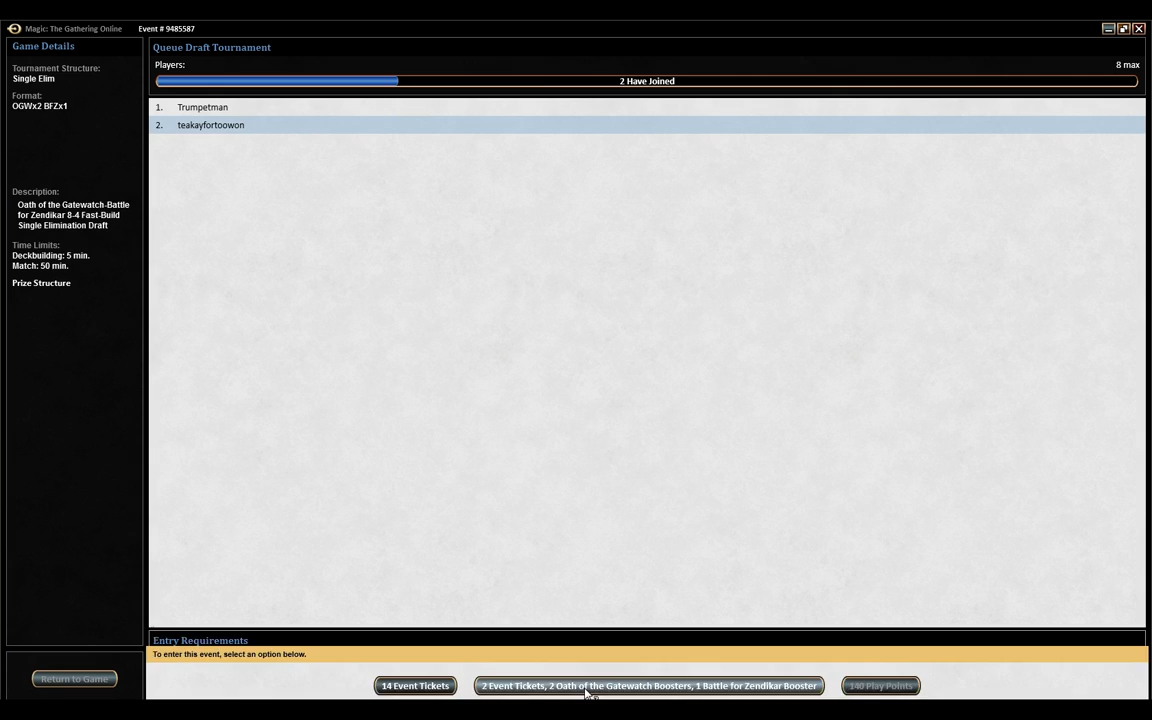 Magic: The Gathering Online Event # 9485587
Game Details
Tournament Structure:
Single Elim
Format:
OGWx2 BFZx1
Description:
Oath of the Gatewatch-Battle
for Zendikar 8-4 Fast-Build
Single Elimination Draft
Time Limits:
Deckbuilding: 5 min.
Match: 50 min.
Prize Structure
Return to Game
Queue Draft Tournament
Players: 8 max
2 Have Joined
1. Trumpetman
2. teakayfortoowon
Entry Requirements
To enter this event, select an option below.
14 Event Tickets
2 Event Tickets, 2 Oath of the Gatewatch Boosters, 1 Battle for Zendikar Booster
140 Play Points